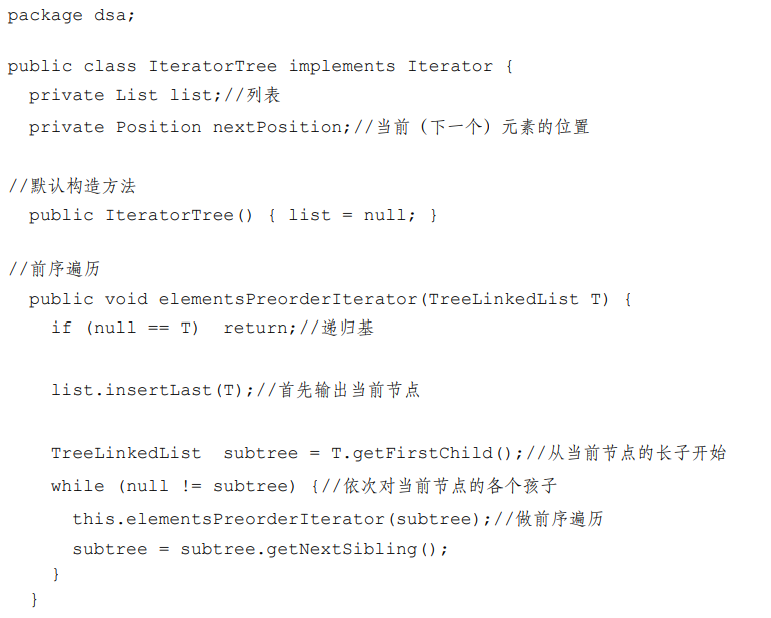 package dsa;
public class IteratorTree implements Iterator {
private List list;//列表
private Position nextPosition;//当前（下一个）元素的位置
//默认构造方法
public IteratorTree() { list = null; }
//前序遍历
public void elementsPreorderIterator(TreeLinkedList T) {
if (null == T)  return;//递归基
list.insertLast(T);//首先输出当前节点
TreeLinkedList  subtree = T.getFirstChild();//从当前节点的长子开始
while (null != subtree) {//依次对当前节点的各个孩子
this.elementsPreorderIterator(subtree);//做前序遍历
subtree = subtree.getNextSibling();
}
}